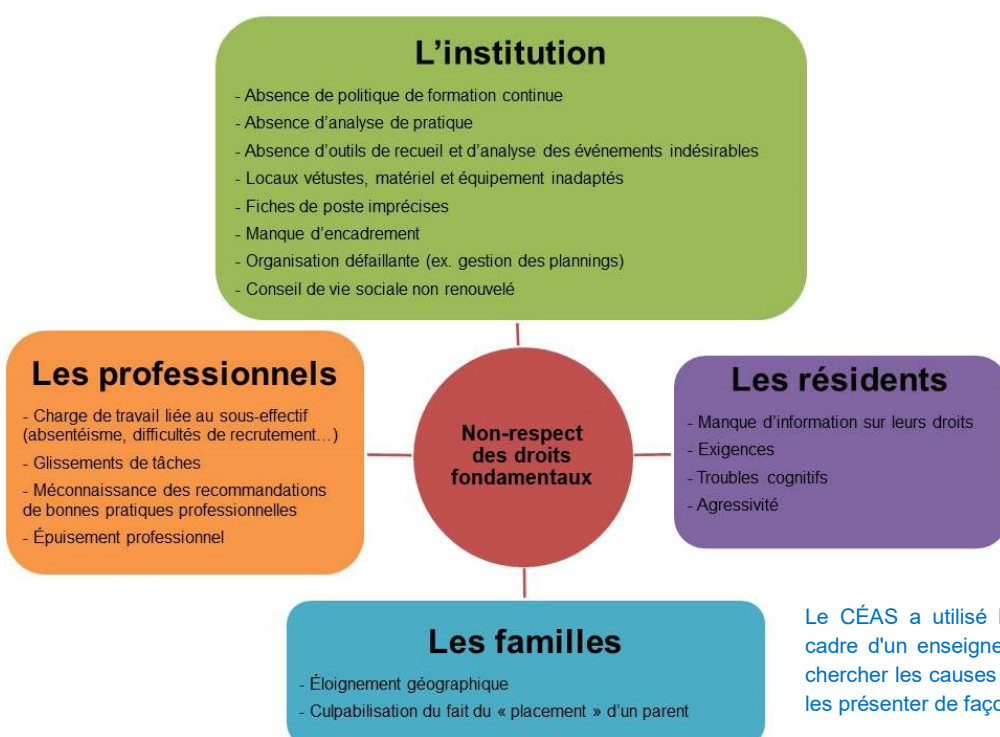 L'institution
- Absence de politique de formation continue
- Absence d'analyse de pratique
- Absence d'outils de recueil et d'analyse des événements indésirables
- Locaux vétustes, matériel et équipement inadaptés
- Fiches de poste imprécises
- Manque d'encadrement
- Organisation défaillante (ex. gestion des plannings)
- Conseil de vie sociale non renouvelé
Les professionnels
- Charge de travail liée au sous-effectif
(absentéisme, difficultés de recrutement…)
- Glissements de tâches
- Méconnaissance des recommandations
de bonnes pratiques professionnelles
- Épuisement professionnel
Non-respect
des droits
fondamentaux
Les résidents
- Manque d'information sur leurs droits
- Exigences
- Troubles cognitifs
- Agressivité
Les familles
- Éloignement géographique
- Culpabilisation du fait du « placement » d'un parent
Le CÉAS a utilisé
cadre d'un
chercher les causes
les présenter de